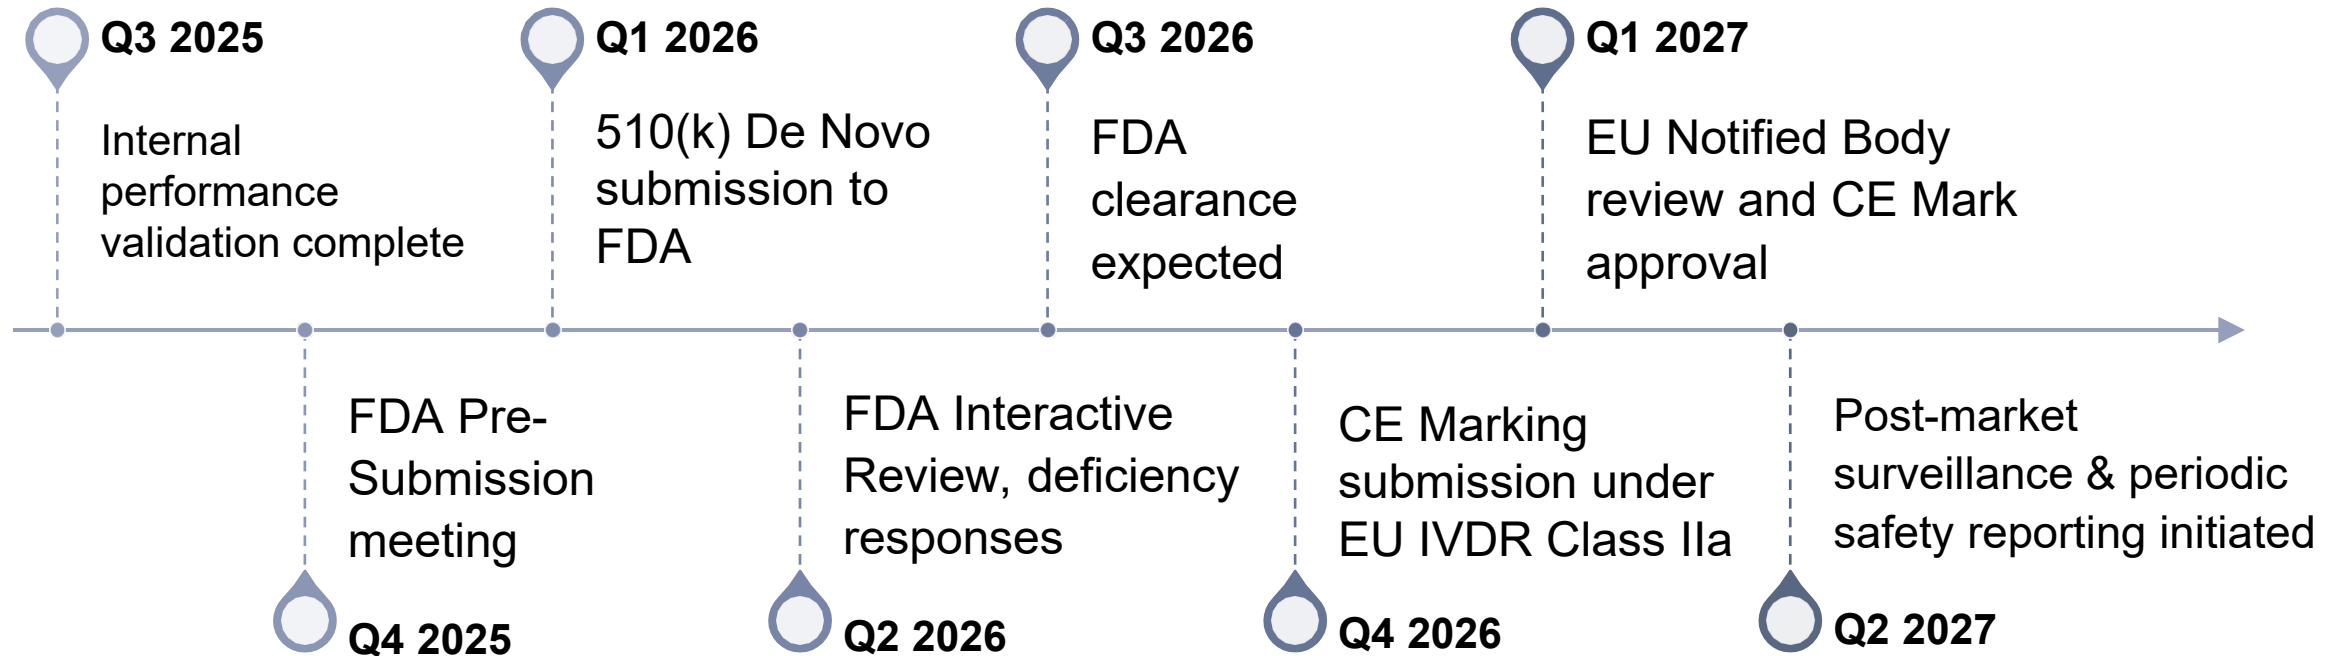 Q3 2025
Internal
performance
validation complete
FDA Pre-
Submission
meeting
Q4 2025
Q1 2026
510(k) De Novo
submission to
FDA
FDA Interactive
Review, deficiency
responses
Q2 2026
Q3 2026
FDA
clearance
expected
CE Marking
submission under
EU IVDR Class IIa
Q4 2026
Q1 2027
EU Notified Body
review and CE Mark
approval
Post-market
surveillance & periodic
safety reporting initiated
Q2 2027